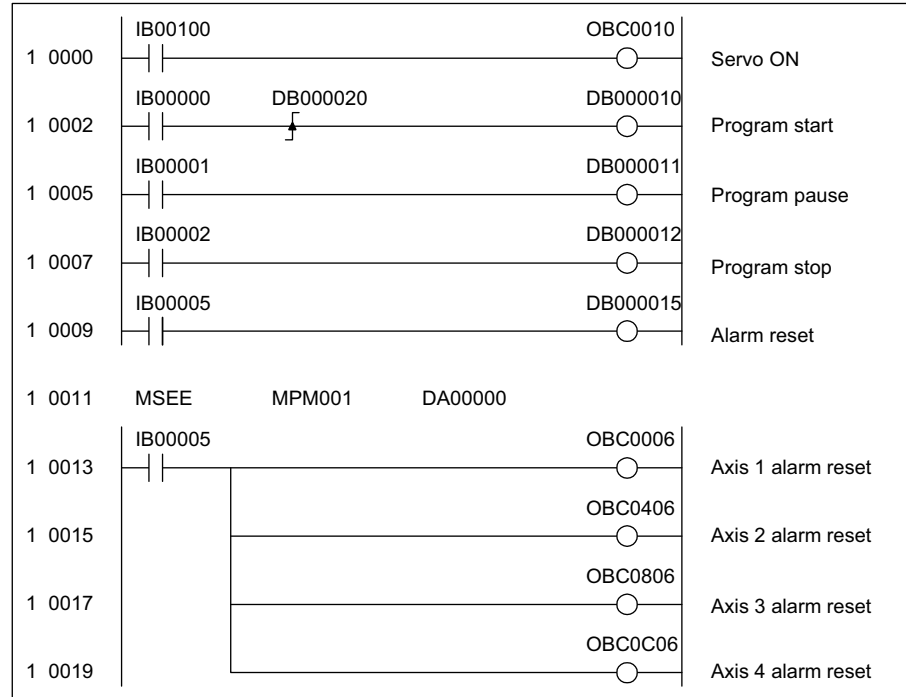 IB00100 OBC0010
1 0000 Servo ON
IB00000 DB000020 DB000010
1 0002 Program start
IB00001 DB000011
1 0005 Program pause
IB00002 DB000012
1 0007 Program stop
IB00005 DB000015
1 0009 Alarm reset
1 0011 MSEE MPM001 DA00000
IB00005 OBC0006
1 0013 Axis 1 alarm reset
OBC0406
1 0015 Axis 2 alarm reset
OBC0806
1 0017 Axis 3 alarm reset
OBC0C06
1 0019 Axis 4 alarm reset